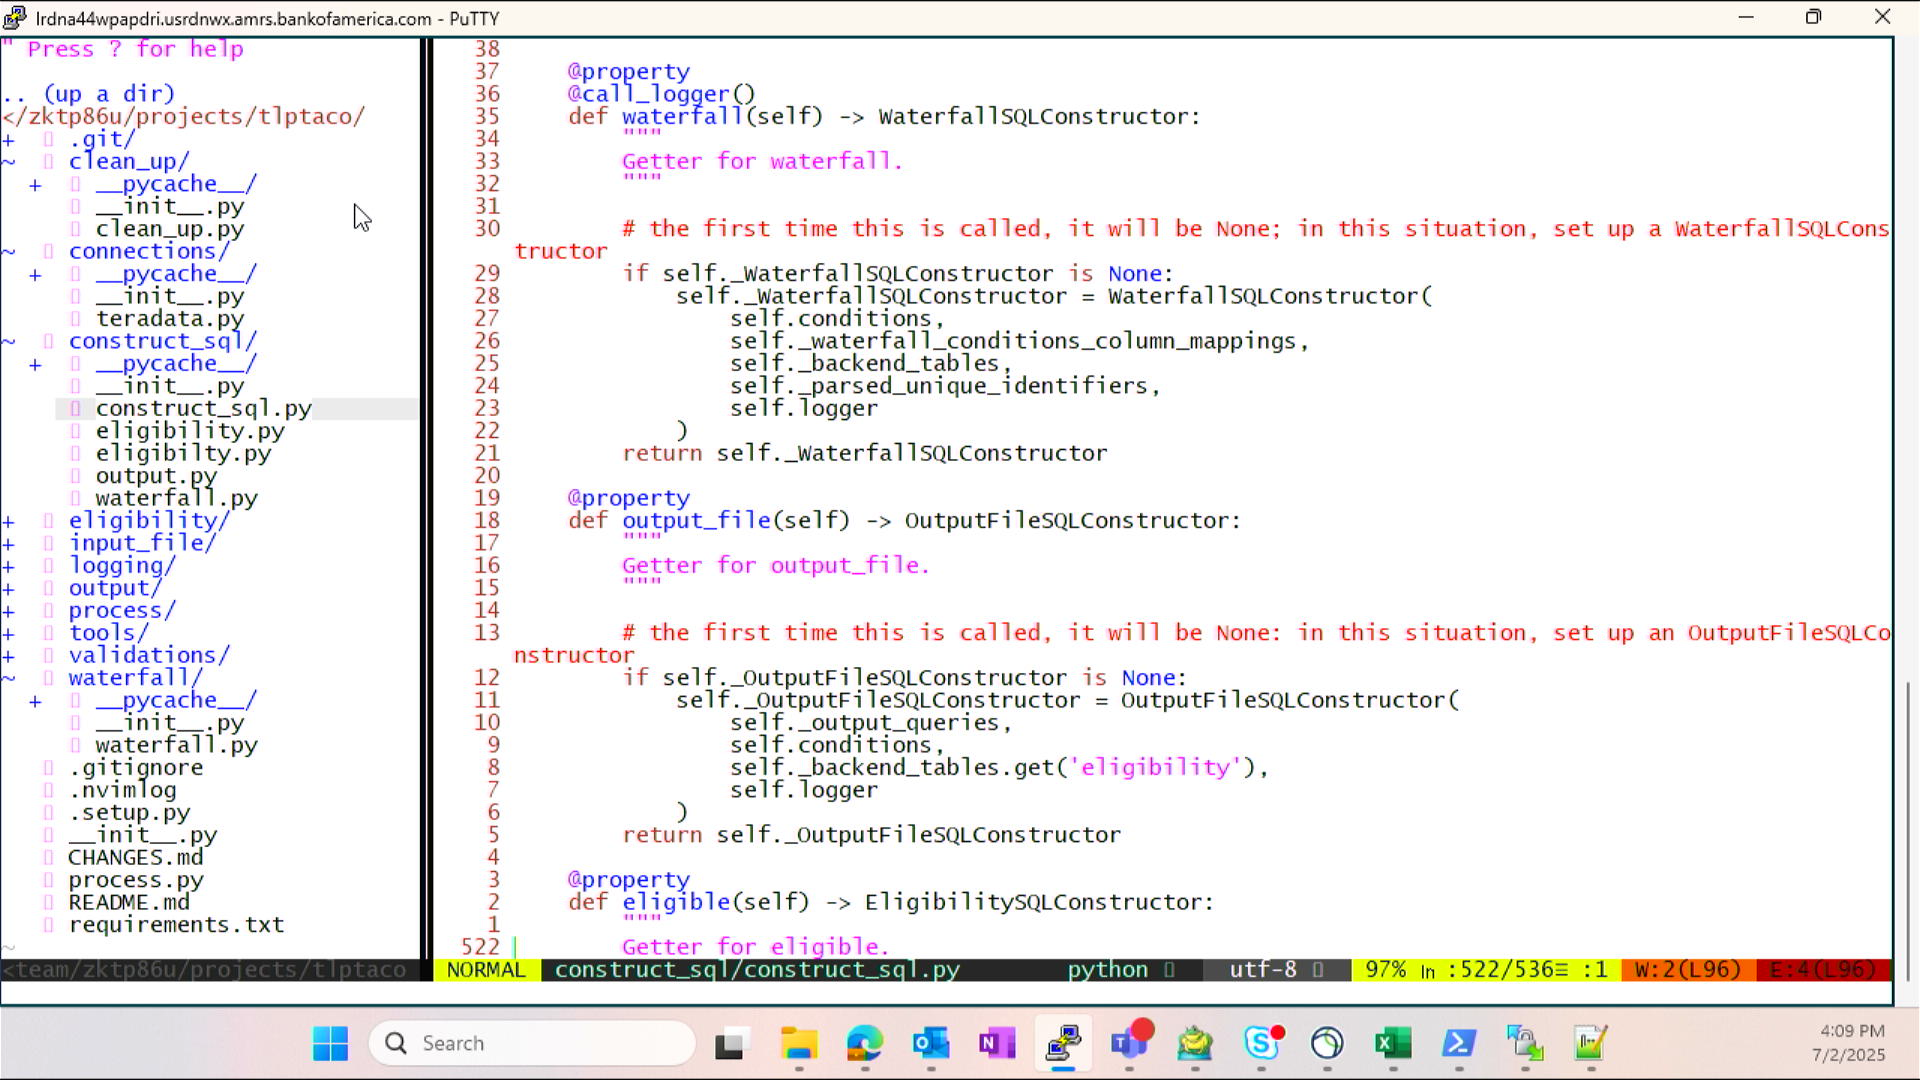 lrdna44wpapdri.usrdnwx.amrs.bankofamerica.com - PuTTY
" Press ? for help
.. (up a dir)
</zktp86u/projects/tlptaco/
+ .git/
~ clean_up/
+ __pycache__/
__init__.py
clean_up.py
~ connections/
+ __pycache__/
__init__.py
teradata.py
~ construct_sql/
+ __pycache__/
__init__.py
construct_sql.py
eligibility.py
eligibilty.py
output.py
waterfall.py
+ eligibility/
+ input_file/
+ logging/
+ output/
+ process/
+ tools/
+ validations/
~ waterfall/
+ __pycache__/
__init__.py
waterfall.py
.gitignore
.nvimlog
.setup.py
__init__.py
CHANGES.md
process.py
README.md
requirements.txt
~
<team/zktp86u/projects/tlptaco
38
37     @property
36     @call_logger()
35     def waterfall(self) -> WaterfallSQLConstructor:
34         """
33         Getter for waterfall.
32         """
31
30         # the first time this is called, it will be None; in this situation, set up a WaterfallSQLCons
tructor
29         if self._WaterfallSQLConstructor is None:
28             self._WaterfallSQLConstructor = WaterfallSQLConstructor(
27                 self.conditions,
26                 self._waterfall_conditions_column_mappings,
25                 self._backend_tables,
24                 self._parsed_unique_identifiers,
23                 self.logger
22             )
21         return self._WaterfallSQLConstructor
20
19     @property
18     def output_file(self) -> OutputFileSQLConstructor:
17         """
16         Getter for output_file.
15         """
14
13         # the first time this is called, it will be None: in this situation, set up an OutputFileSQLCo
nstructor
12         if self._OutputFileSQLConstructor is None:
11             self._OutputFileSQLConstructor = OutputFileSQLConstructor(
10                 self._output_queries,
9                 self.conditions,
8                 self._backend_tables.get('eligibility'),
7                 self.logger
6             )
5         return self._OutputFileSQLConstructor
4
3     @property
2     def eligible(self) -> EligibilitySQLConstructor:
1         """
522         Getter for eligible.
NORMAL construct_sql/construct_sql.py python utf-8 97% ln :522/536≡ :1 W:2(L96) E:4(L96)
Search
4:09 PM
7/2/2025